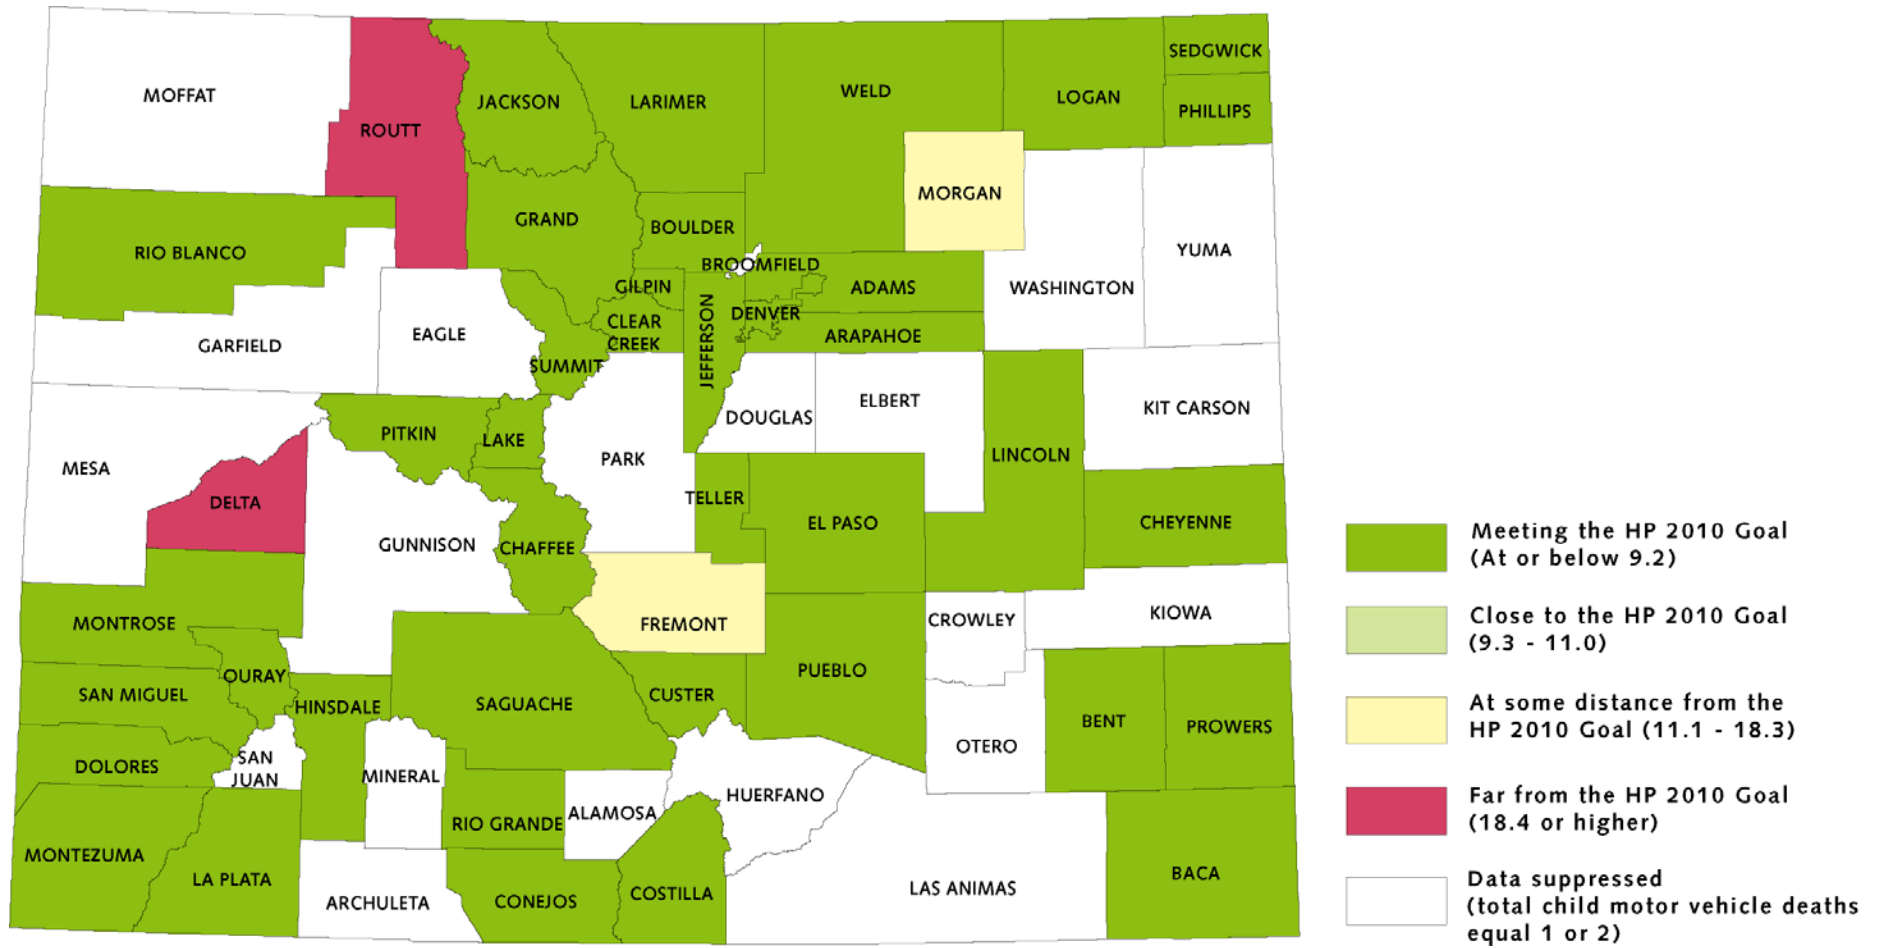 SEDGWICK
MOFFAT
ROUTT
JACKSON
LARIMER
WELD
LOGAN
PHILLIPS
MORGAN
GRAND
BOULDER
RIO BLANCO
YUMA
BROOMFIELD
GILPIN
ADAMS
WASHINGTON
DENVER
CLEAR
CREEK
JEFFERSON
ARAPAHOE
GARFIELD
EAGLE
SUMMIT
DOUGLAS
ELBERT
KIT CARSON
PITKIN
LAKE
PARK
LINCOLN
MESA
DELTA
TELLER
EL PASO
CHEYENNE
GUNNISON
CHAFFEE
MONTROSE
FREMONT
CROWLEY
KIOWA
OURAY
SAN MIGUEL
HINSDALE
SAGUACHE
CUSTER
PUEBLO
BENT
PROWERS
OTERO
DOLORES
SAN
JUAN
MINERAL
RIO GRANDE
ALAMOSA
HUERFANO
MONTEZUMA
LA PLATA
ARCHULETA
CONEJOS
COSTILLA
LAS ANIMAS
BACA
Meeting the HP 2010 Goal
(At or below 9.2)
Close to the HP 2010 Goal
(9.3 - 11.0)
At some distance from the
HP 2010 Goal (11.1 - 18.3)
Far from the HP 2010 Goal
(18.4 or higher)
Data suppressed
(total child motor vehicle deaths
equal 1 or 2)